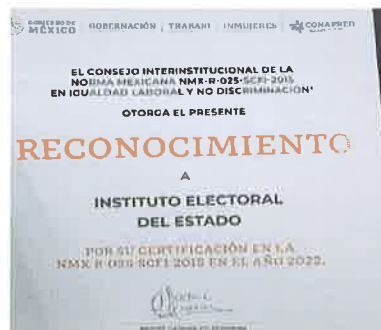 GOBIERNO DE MÉXICO GOBERNACIÓN TRABAJO INMUJERES CONAPRED
EL CONSEJO INTERINSTITUCIONAL DE LA
NORMA MEXICANA NMX-R-025-SCFI-2015
EN IGUALDAD LABORAL Y NO DISCRIMINACIÓN
OTORGA EL PRESENTE
RECONOCIMIENTO
A
INSTITUTO ELECTORAL
DEL ESTADO
POR SU CERTIFICACIÓN EN LA
NMX-R-025-SCFI-2015 EN EL AÑO 2022.